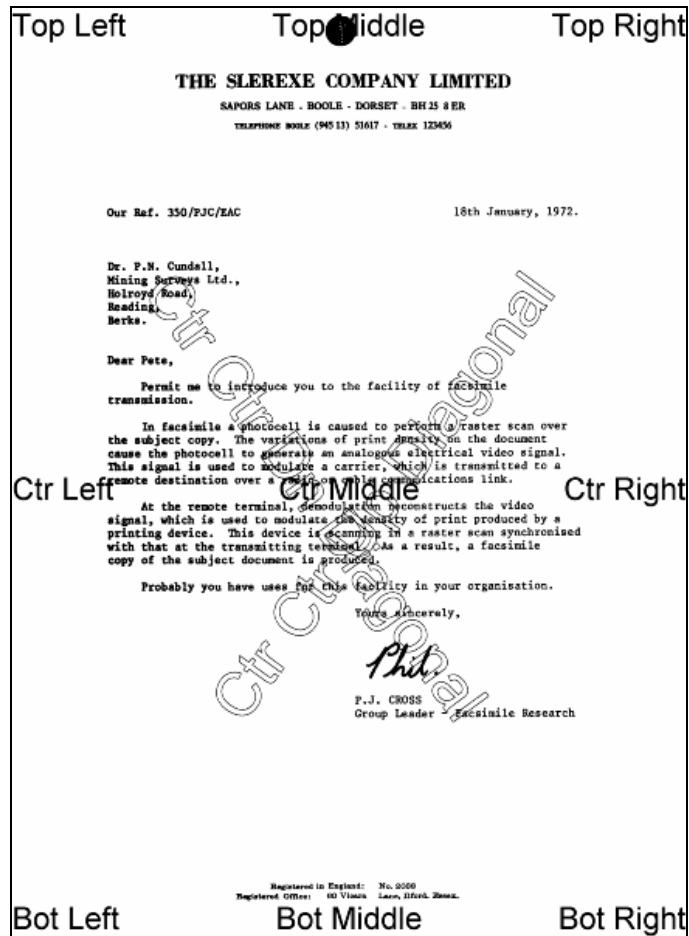 Top Left Top Middle Top Right
THE SLEREXE COMPANY LIMITED
SAPORS LANE . BOOLE - DORSET . BH 25 8 ER
TELEPHONE BOOLE (945 13) 51617 - TELEX 123456
Our Ref. 350/PJC/EAC 18th January, 1972.
Dr. P.N. Cundall,
Mining Surveys Ltd.,
Holroyd Road,
Reading,
Berks.
Dear Pete,
Permit me to introduce you to the facility of facsimile
transmission.
In facsimile a photocell is caused to perform a raster scan over
the subject copy. The variations of print density on the document
cause the photocell to generate an analogous electrical video signal.
This signal is used to modulate a carrier, which is transmitted to a
remote destination over a radio or cable communications link.
Ctr Left Ctr Middle Ctr Right
At the remote terminal, demodulation reconstructs the video
signal, which is used to modulate the density of print produced by a
printing device. This device is scanning in a raster scan synchronised
with that at the transmitting terminal. As a result, a facsimile
copy of the subject document is produced.
Probably you have uses for this facility in your organisation.
Yours sincerely,
Phil.
P.J. CROSS
Group Leader - Facsimile Research
Ctr Ctr Diagonal
Ctr Ctr Diagonal
Registered in England: No. 2038
Registered Office: 60 Vicara Lane, Ilford. Essex.
Bot Left Bot Middle Bot Right